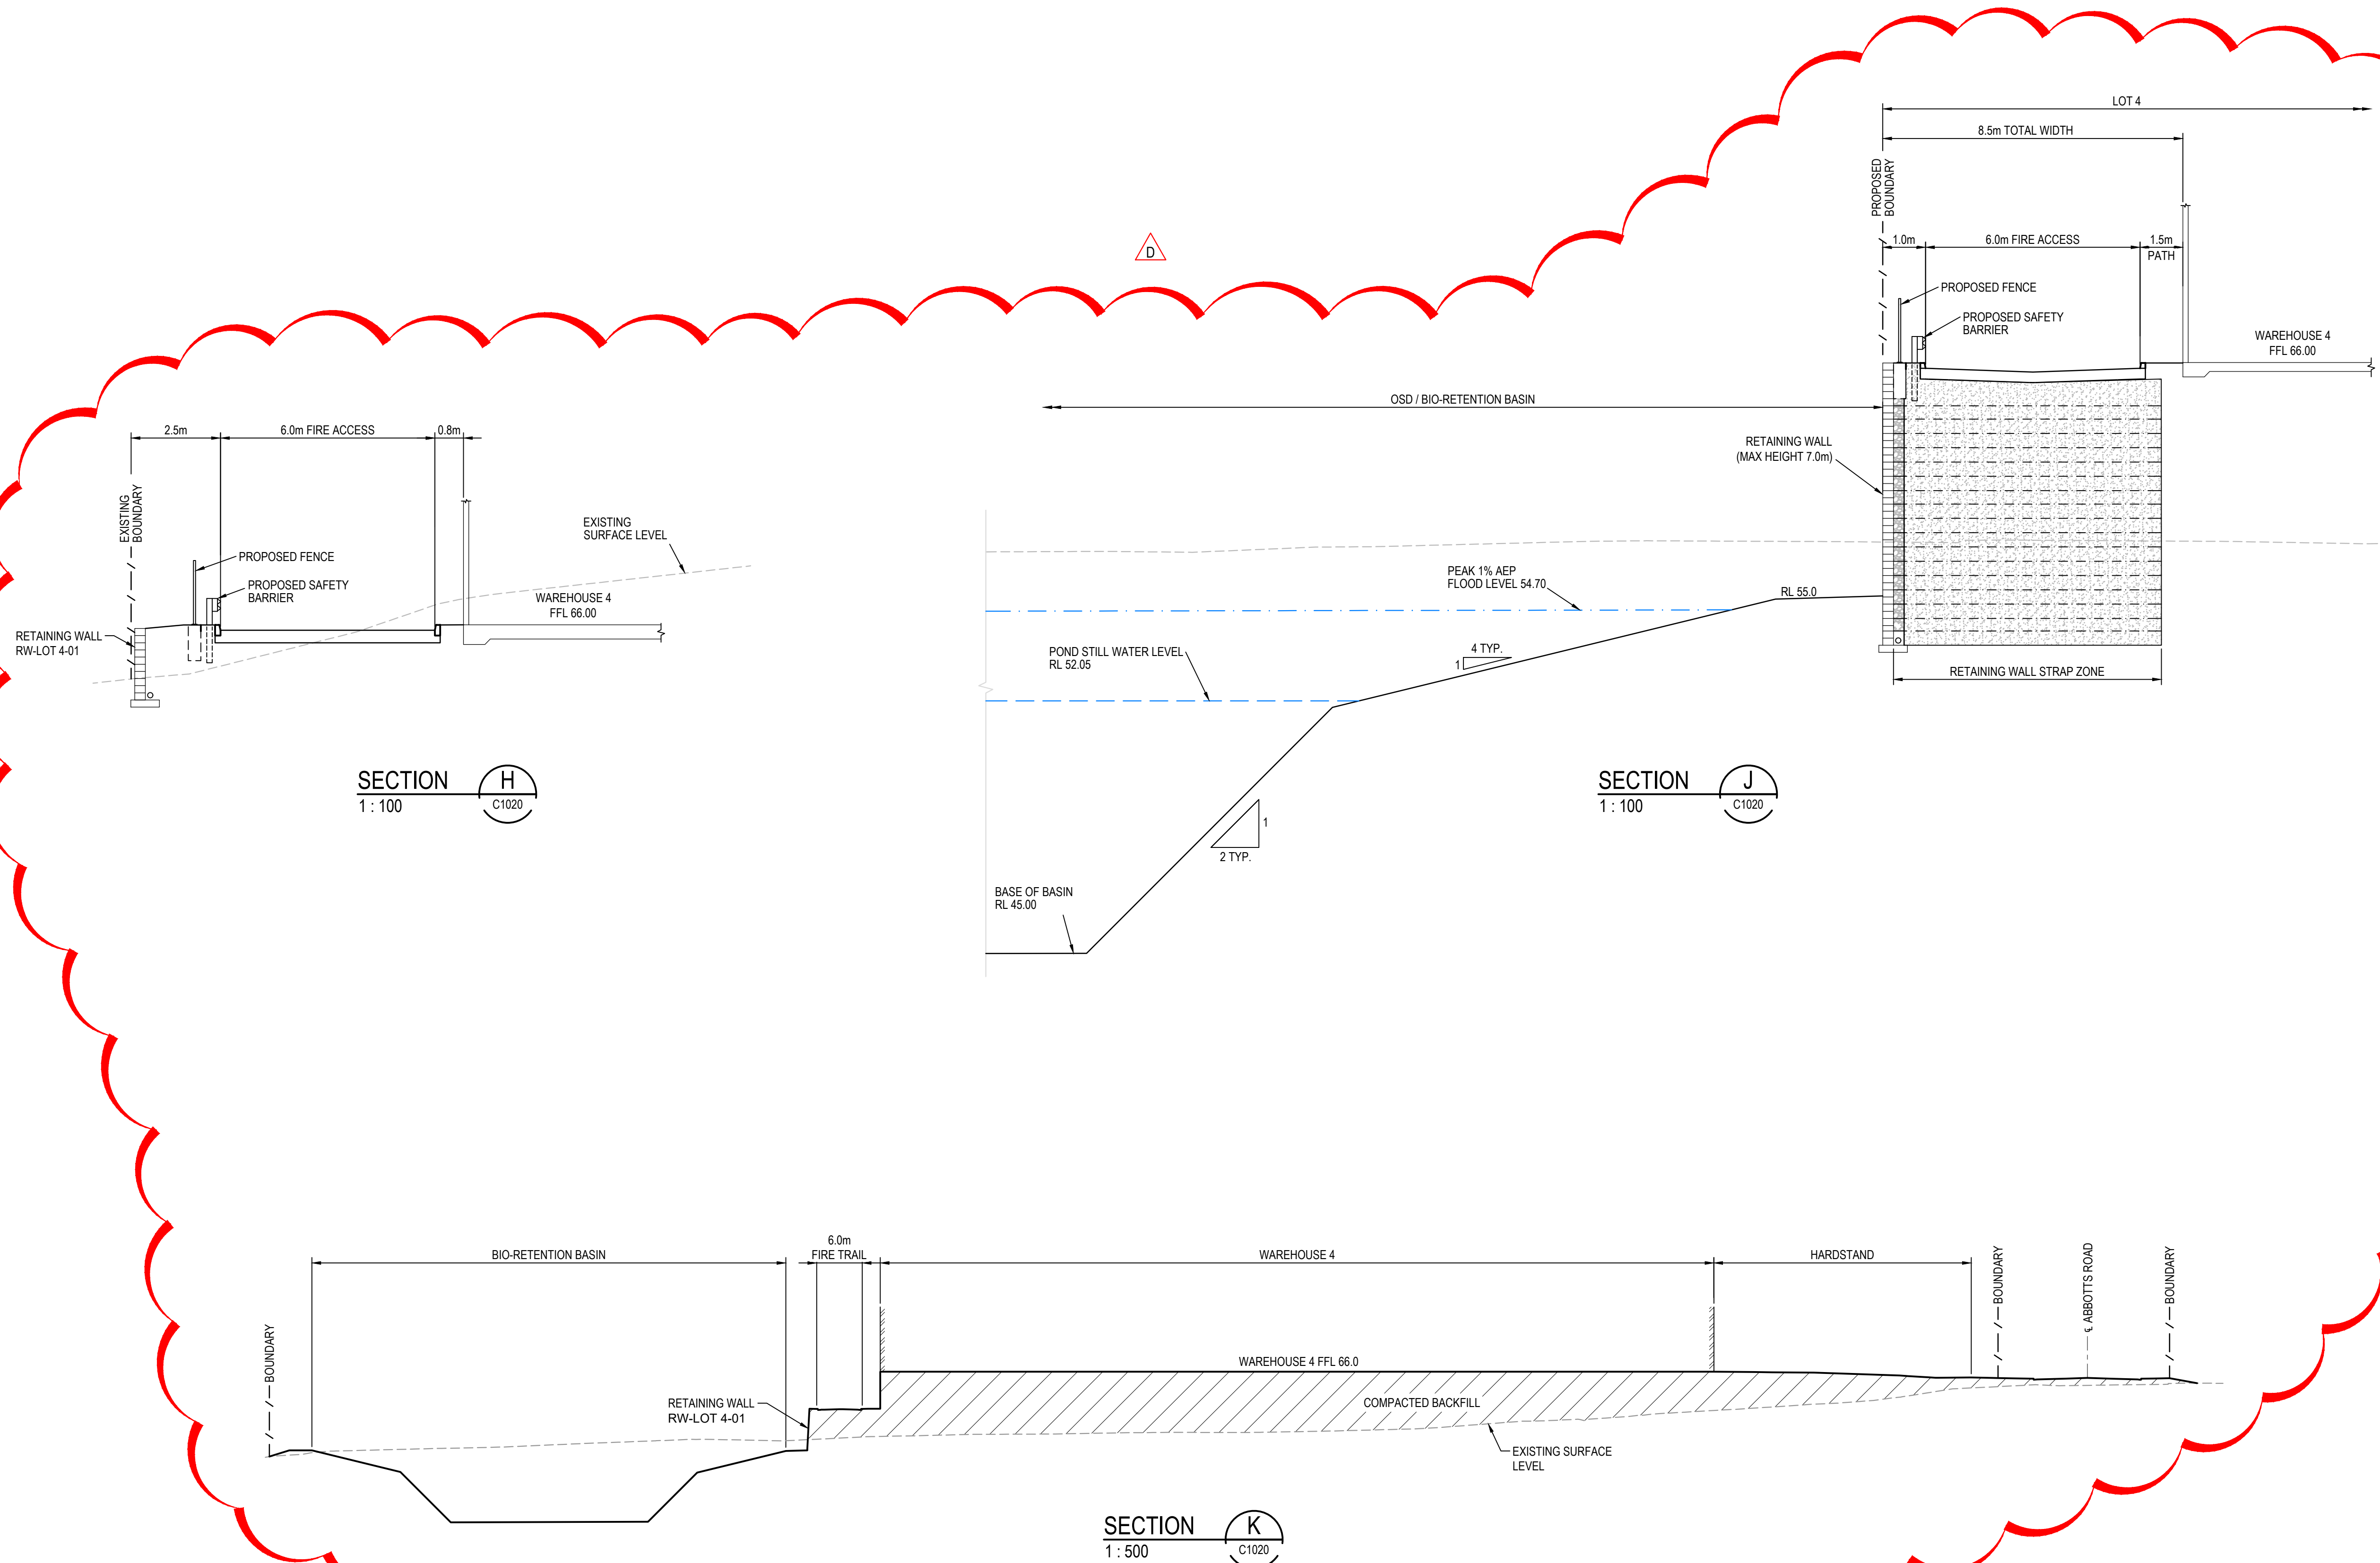 D
LOT 4
8.5m TOTAL WIDTH
PROPOSED
BOUNDARY
1.0m
6.0m FIRE ACCESS
1.5m
PATH
PROPOSED FENCE
PROPOSED SAFETY
BARRIER
WAREHOUSE 4
FFL 66.00
OSD / BIO-RETENTION BASIN
RETAINING WALL
(MAX HEIGHT 7.0m)
PEAK 1% AEP
FLOOD LEVEL 54.70
RL 55.0
POND STILL WATER LEVEL
RL 52.05
4 TYP.
1
1
2 TYP.
BASE OF BASIN
RL 45.00
RETAINING WALL STRAP ZONE
SECTION
1 : 100
J
C1020
2.5m
6.0m FIRE ACCESS
0.8m
EXISTING
BOUNDARY
EXISTING
SURFACE LEVEL
PROPOSED FENCE
PROPOSED SAFETY
BARRIER
WAREHOUSE 4
FFL 66.00
RETAINING WALL
RW-LOT 4-01
SECTION
1 : 100
H
C1020
BIO-RETENTION BASIN
6.0m
FIRE TRAIL
WAREHOUSE 4
HARDSTAND
BOUNDARY
BOUNDARY
℄ ABBOTTS ROAD
BOUNDARY
WAREHOUSE 4 FFL 66.0
RETAINING WALL
RW-LOT 4-01
COMPACTED BACKFILL
EXISTING SURFACE
LEVEL
SECTION
1 : 500
K
C1020